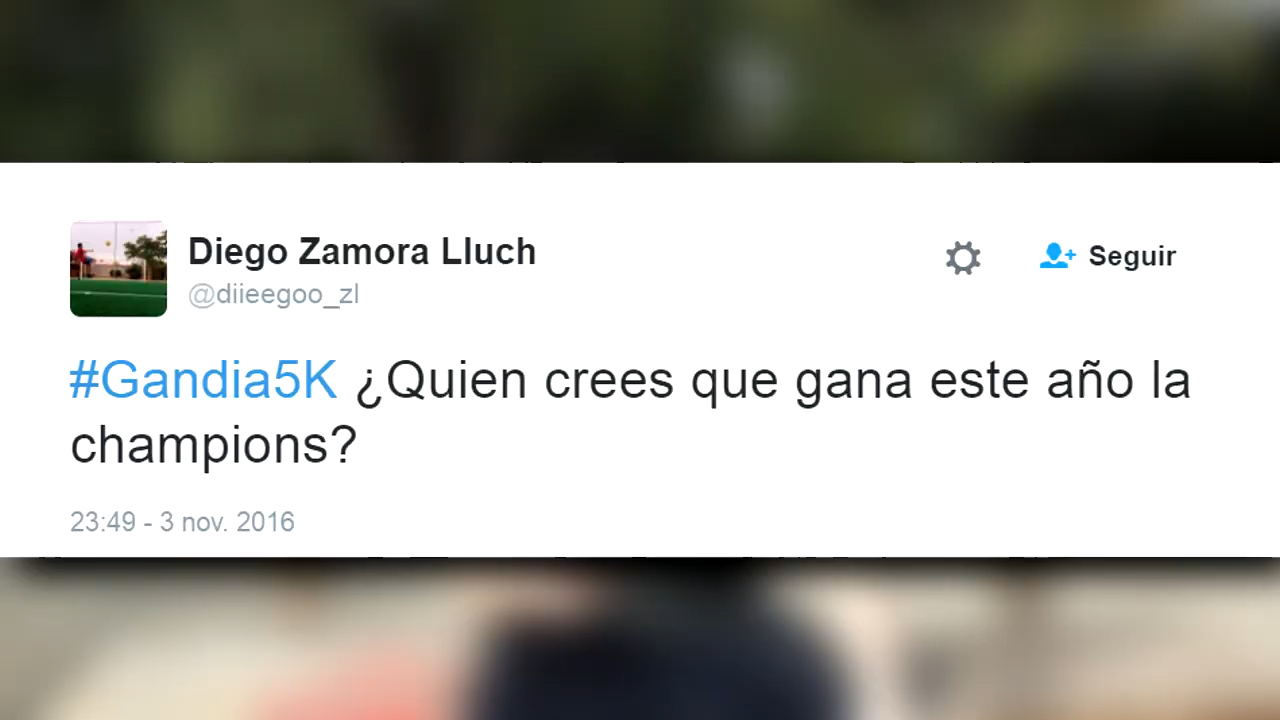 Diego Zamora Lluch
@diieegoo_zl
Seguir
#Gandia5K ¿Quien crees que gana este año la
champions?
23:49 - 3 nov. 2016